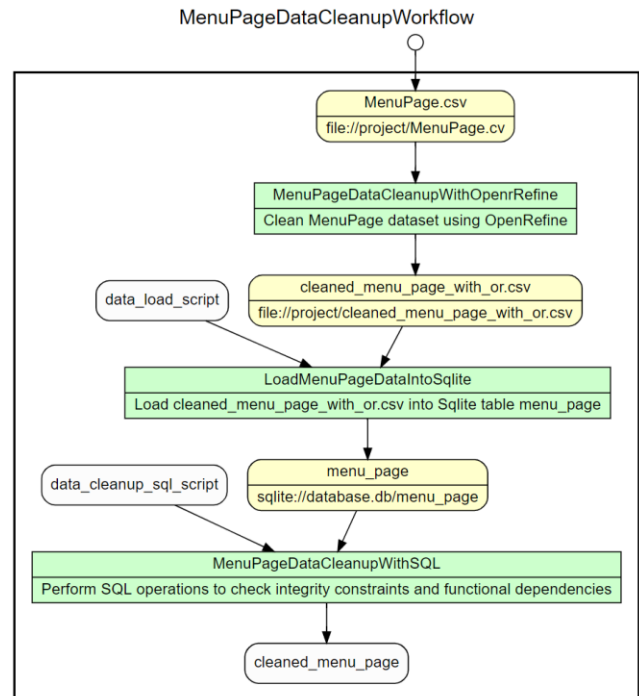 MenuPageDataCleanupWorkflow
MenuPage.csv
file://project/MenuPage.cv
MenuPageDataCleanupWithOpenrRefine
Clean MenuPage dataset using OpenRefine
data_load_script
cleaned_menu_page_with_or.csv
file://project/cleaned_menu_page_with_or.csv
LoadMenuPageDataIntoSqlite
Load cleaned_menu_page_with_or.csv into Sqlite table menu_page
data_cleanup_sql_script
menu_page
sqlite://database.db/menu_page
MenuPageDataCleanupWithSQL
Perform SQL operations to check integrity constraints and functional dependencies
cleaned_menu_page